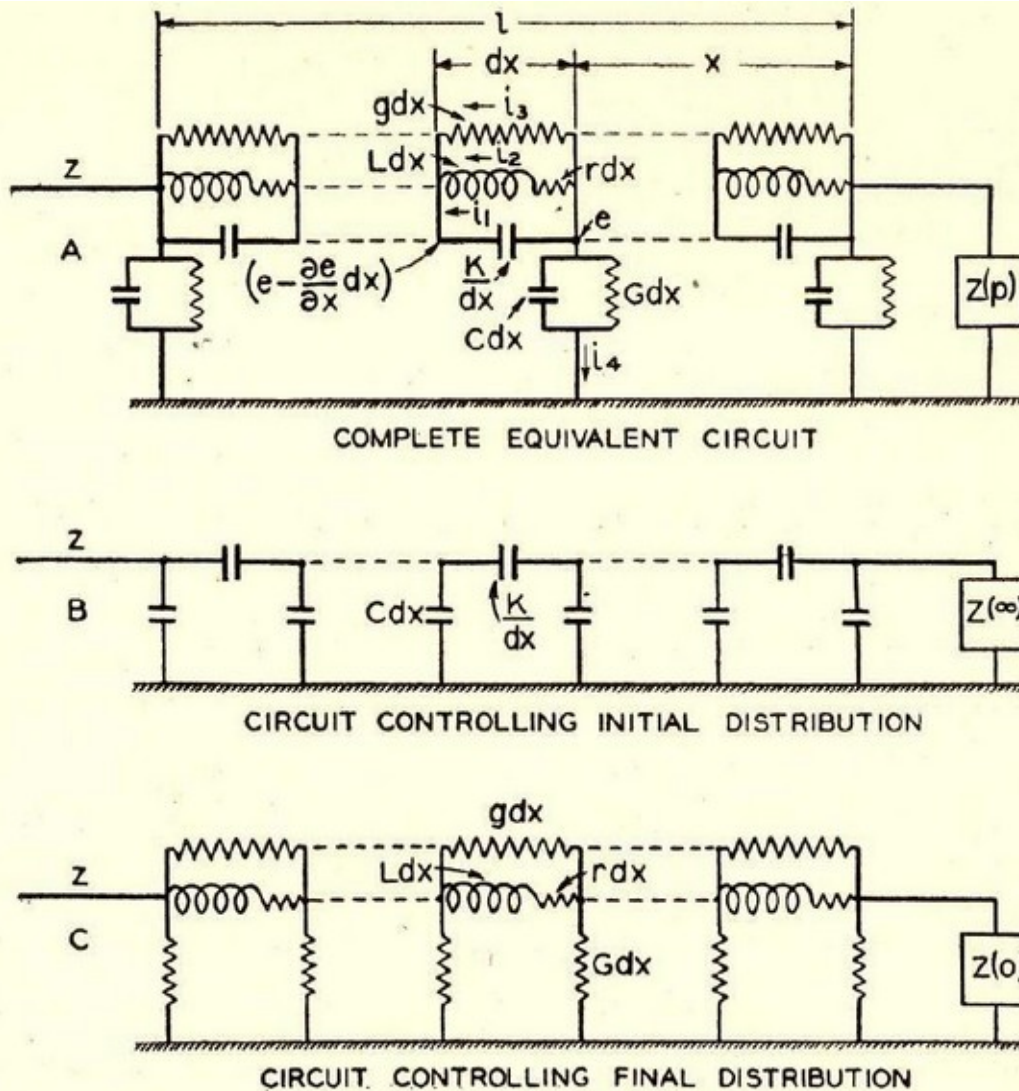 l
dx
x
gdx
i₃
Ldx
i₂
rdx
Z
i₁
e
A
(e-∂e/∂x dx)
K/dx
Cdx
Gdx
i₄
Z(p)
COMPLETE EQUIVALENT CIRCUIT
Z
B
Cdx
K/dx
Z(∞)
CIRCUIT CONTROLLING INITIAL DISTRIBUTION
gdx
Ldx
rdx
Z
C
Gdx
Z(o)
CIRCUIT CONTROLLING FINAL DISTRIBUTION